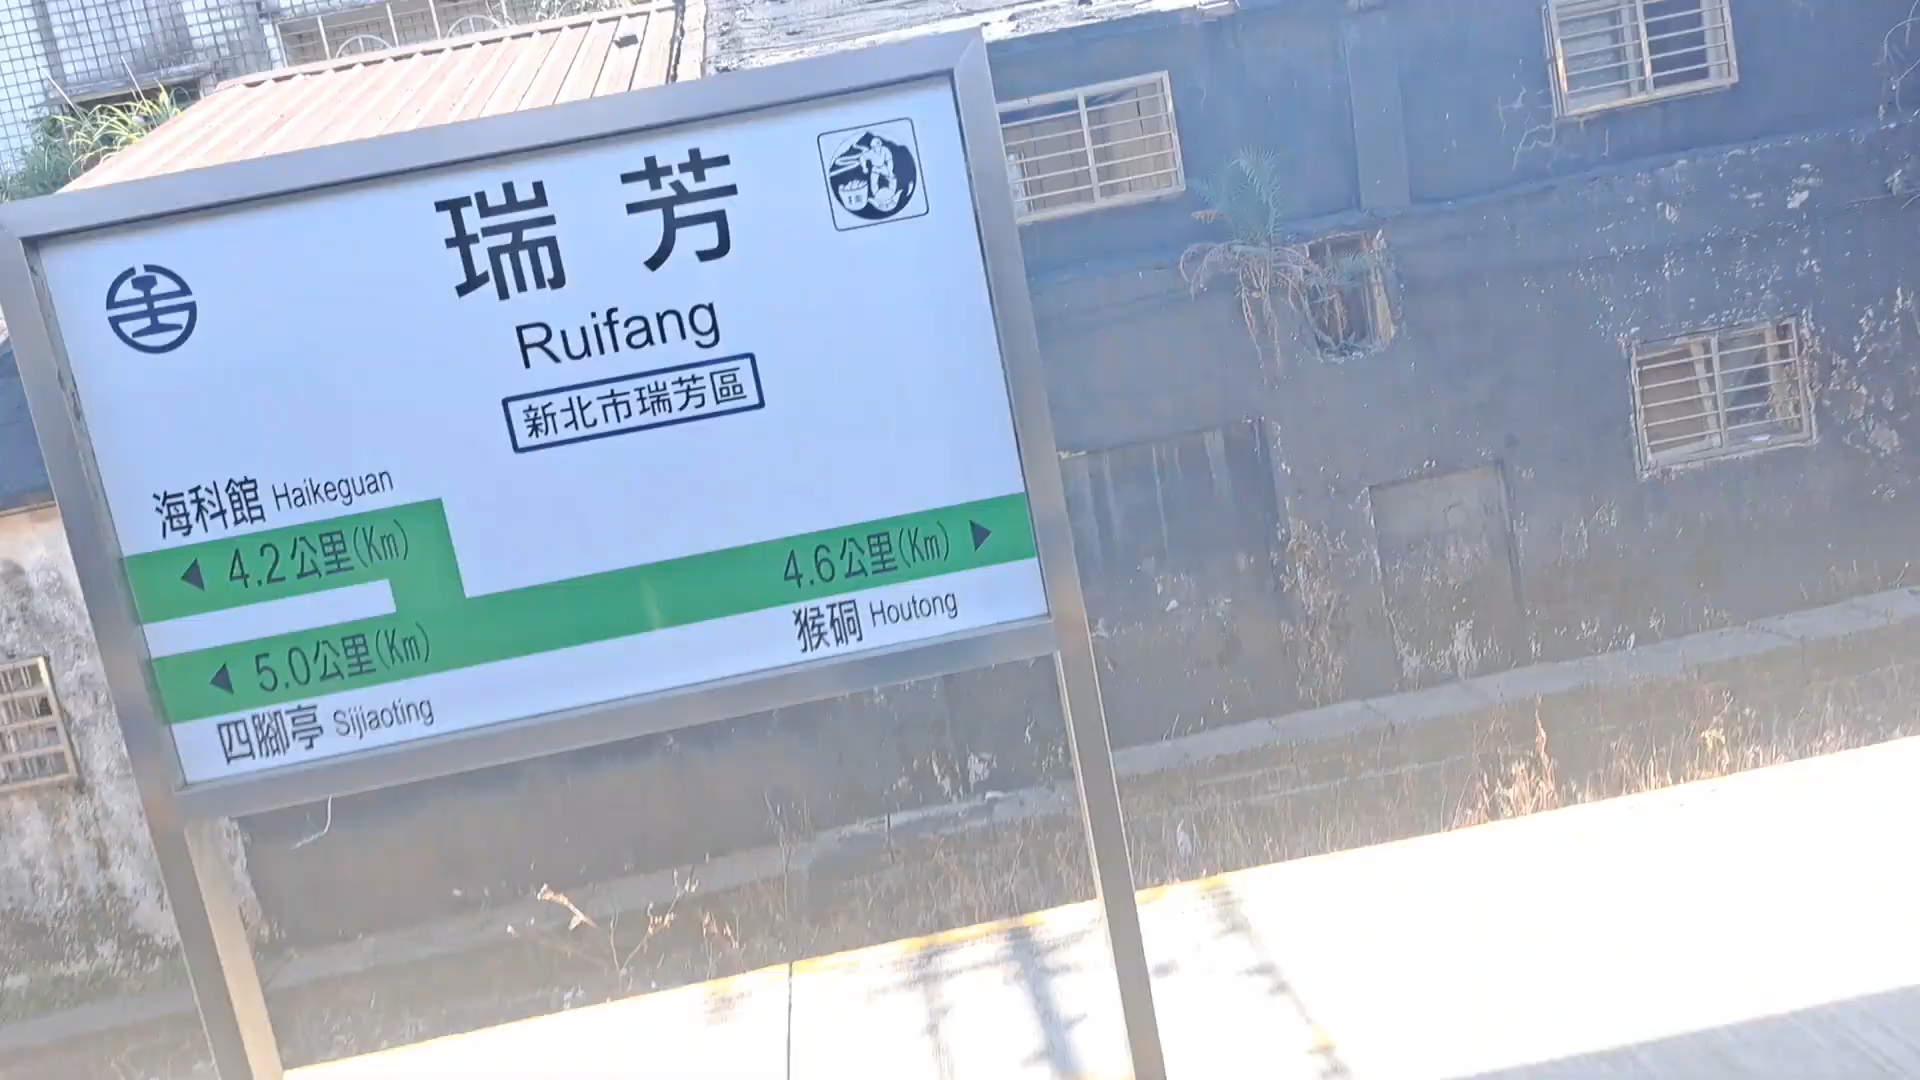 瑞芳
Ruifang
新北市瑞芳區
海科館 Haikeguan
4.2公里(Km)
4.6公里(Km)
猴硐 Houtong
5.0公里(Km)
四腳亭 Sijiaoting